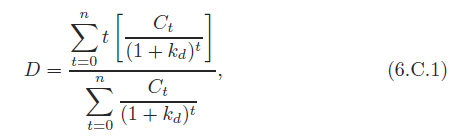 D = \frac{\sum_{t=0}^{n} t \left[ \frac{C_t}{(1 + k_d)^t} \right]}{\sum_{t=0}^{n} \frac{C_t}{(1 + k_d)^t}}, (6.C.1)